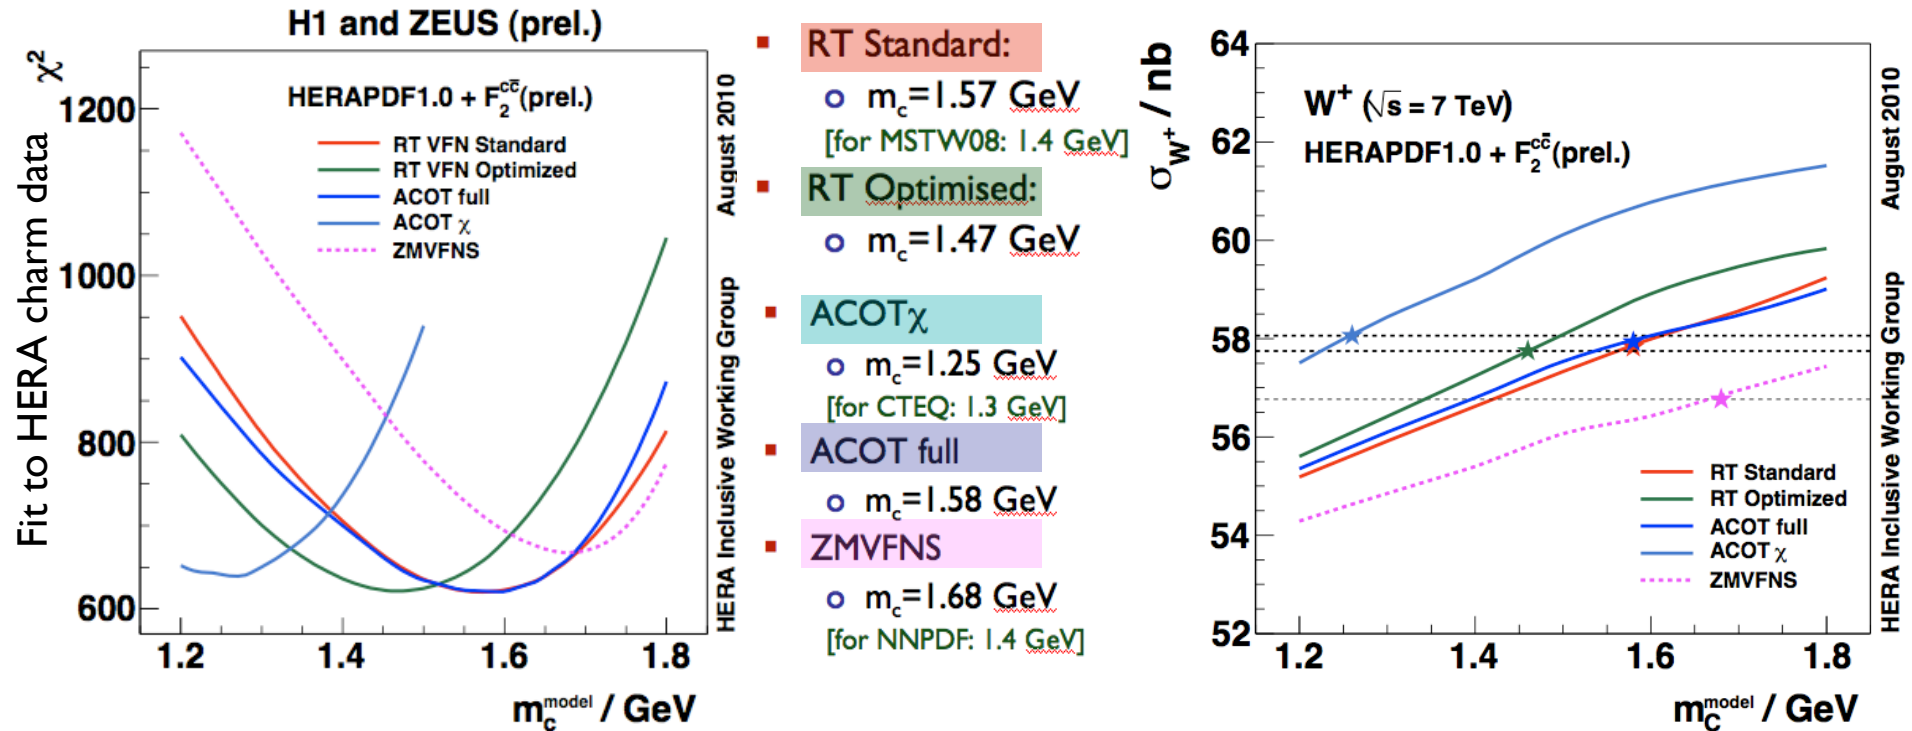 H1 and ZEUS (prel.)
χ²
Fit to HERA charm data
HERAPDF1.0 + F₂^cc̄(prel.)
RT VFN Standard
RT VFN Optimized
ACOT full
ACOT χ
ZMVFNS
1200
1000
800
600
1.2 1.4 1.6 1.8
m_c^model / GeV
August 2010
HERA Inclusive Working Group
RT Standard:
m_c=1.57 GeV
[for MSTW08: 1.4 GeV]
RT Optimised:
m_c=1.47 GeV
ACOTχ
m_c=1.25 GeV
[for CTEQ: 1.3 GeV]
ACOT full
m_c=1.58 GeV
ZMVFNS
m_c=1.68 GeV
[for NNPDF: 1.4 GeV]
σ_W⁺ / nb
W⁺ (√s = 7 TeV)
HERAPDF1.0 + F₂^cc̄(prel.)
64
62
60
58
56
54
52
RT Standard
RT Optimized
ACOT full
ACOT χ
ZMVFNS
1.2 1.4 1.6 1.8
m_C^model / GeV
August 2010
HERA Inclusive Working Group